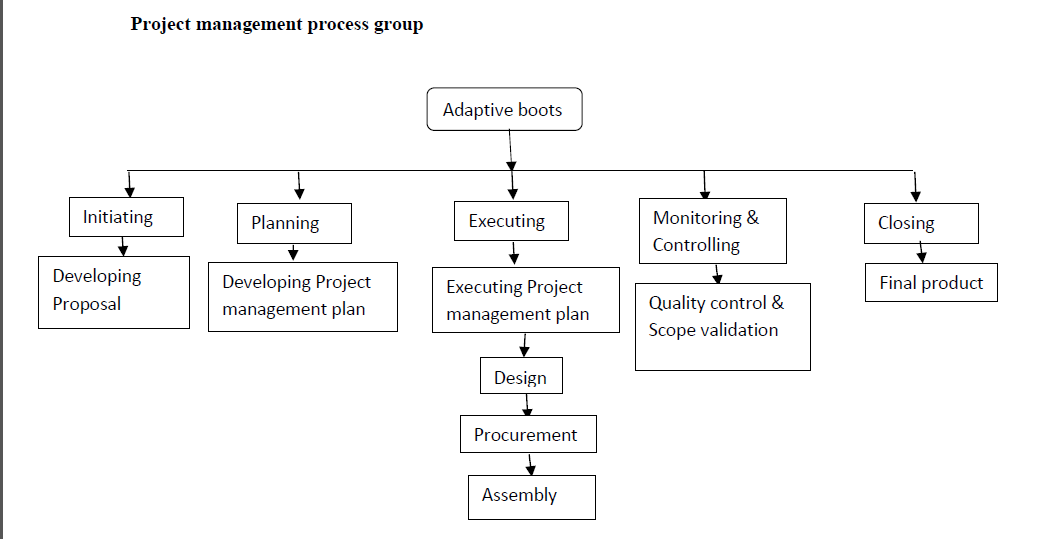 Project management process group
Adaptive boots
Initiating
Planning
Executing
Monitoring &
Controlling
Closing
Developing
Proposal
Developing Project
management plan
Executing Project
management plan
Quality control &
Scope validation
Final product
Design
Procurement
Assembly